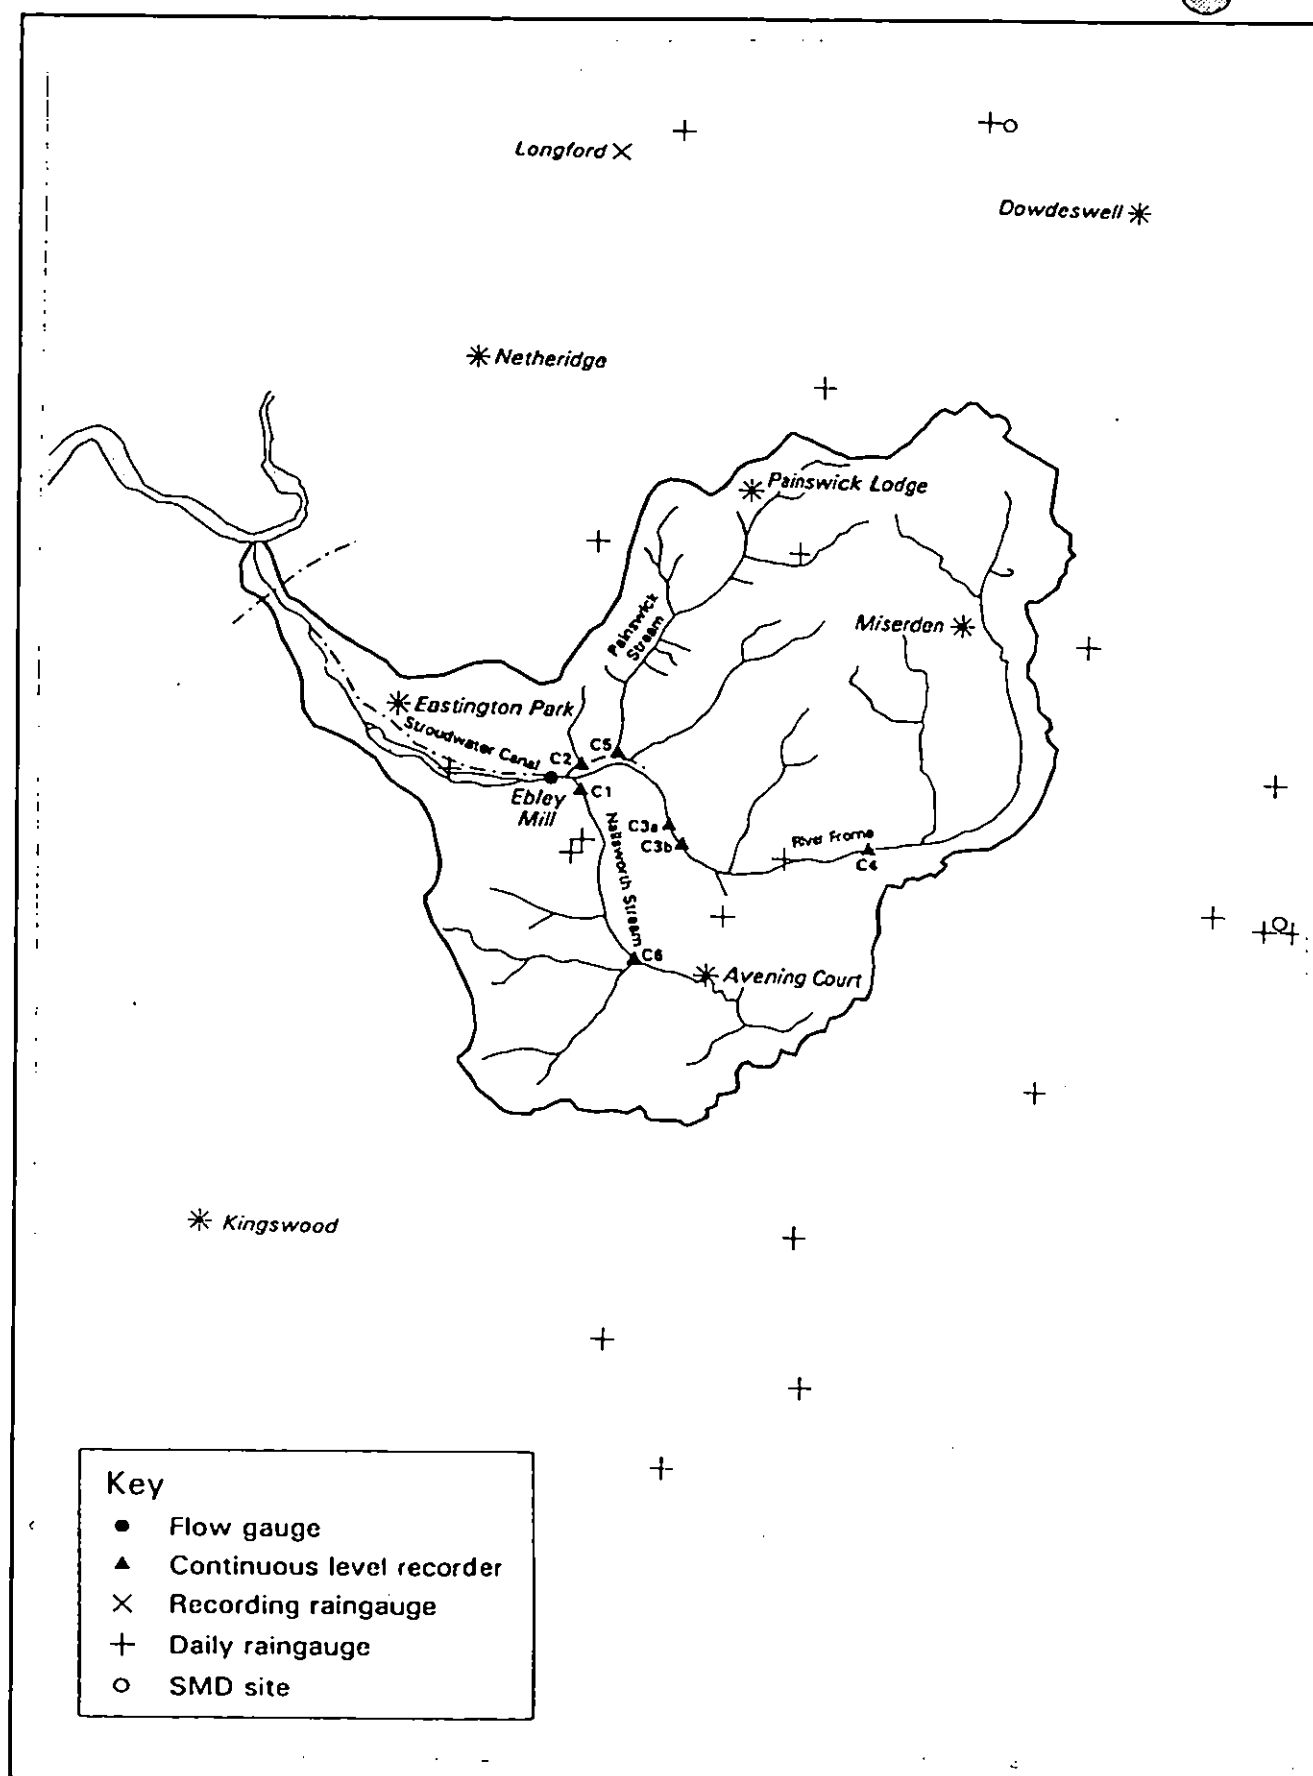 Longford
Dowdeswell
Netheridge
Painswick Lodge
Painswick
Stream
Miserden
Eastington Park
Stroudwater Canal
C2
C5
Ebley
Mill
C1
C3a
C3b
River Frome
C4
Nailsworth Stream
C6
Avening Court
Kingswood
Key
Flow gauge
Continuous level recorder
Recording raingauge
Daily raingauge
SMD site